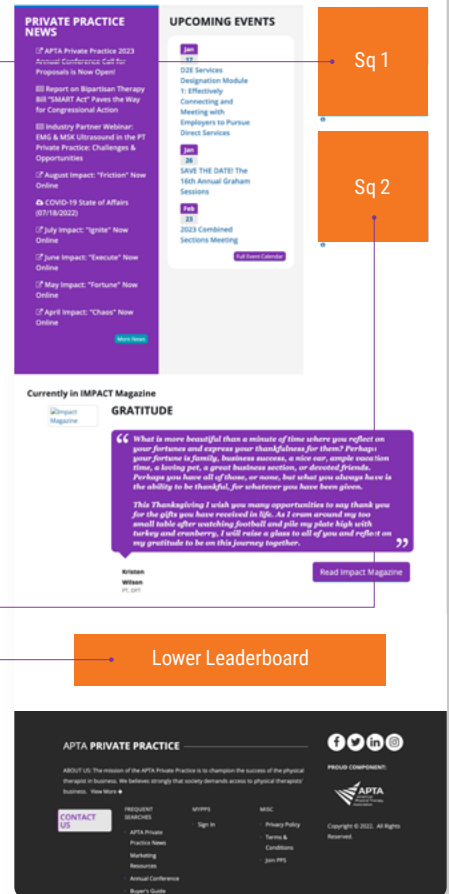 PRIVATE PRACTICE
NEWS
APTA Private Practice 2023
Annual Conference Call for
Proposals is Now Open!
Report on Bipartisan Therapy
Bill "SMART Act" Paves the Way
for Congressional Action
Industry Partner Webinar:
EMG & MSK Ultrasound in the PT
Private Practice: Challenges &
Opportunities
August Impact: "Friction" Now
Online
COVID-19 State of Affairs
(07/18/2022)
July Impact: "Ignite" Now
Online
June Impact: "Execute" Now
Online
May Impact: "Fortune" Now
Online
April Impact: "Chaos" Now
Online
More News
UPCOMING EVENTS
Jan
17
D2E Services
Designation Module
1: Effectively
Connecting and
Meeting with
Employers to Pursue
Direct Services
Jan
26
SAVE THE DATE! The
16th Annual Graham
Sessions
Feb
23
2023 Combined
Sections Meeting
Full Event Calendar
Sq 1
Sq 2
Currently in IMPACT Magazine
Impact
Magazine
GRATITUDE
“ What is more beautiful than a minute of time where you reflect on
your fortunes and express your thankfulness for them? Perhaps
your fortune is family, business success, a nice car, ample vacation
time, a loving pet, a great business section, or devoted friends.
Perhaps you have all of those, or none, but what you always have is
the ability to be thankful, for whatever you have been given.
This Thanksgiving I wish you many opportunities to say thank you
for the gifts you have received in life. As I cram around my too
small table after watching football and pile my plate high with
turkey and cranberry, I will raise a glass to all of you and reflect on
my gratitude to be on this journey together. ”
Kristen
Wilson
PT, DPT
Read Impact Magazine
Lower Leaderboard
APTA PRIVATE PRACTICE
ABOUT US: The mission of the APTA Private Practice is to champion the success of the physical
therapist in business. We believes strongly that society demands access to physical therapists'
business. View More
CONTACT
US
FREQUENT
SEARCHES
APTA Private
Practice News
Marketing
Resources
Annual Conference
Buyer's Guide
MYPPS
Sign In
MISC
Privacy Policy
Terms &
Conditions
Join PPS
PROUD COMPONENT:
APTA
American
Physical Therapy
Association
Copyright © 2022. All Rights
Reserved.